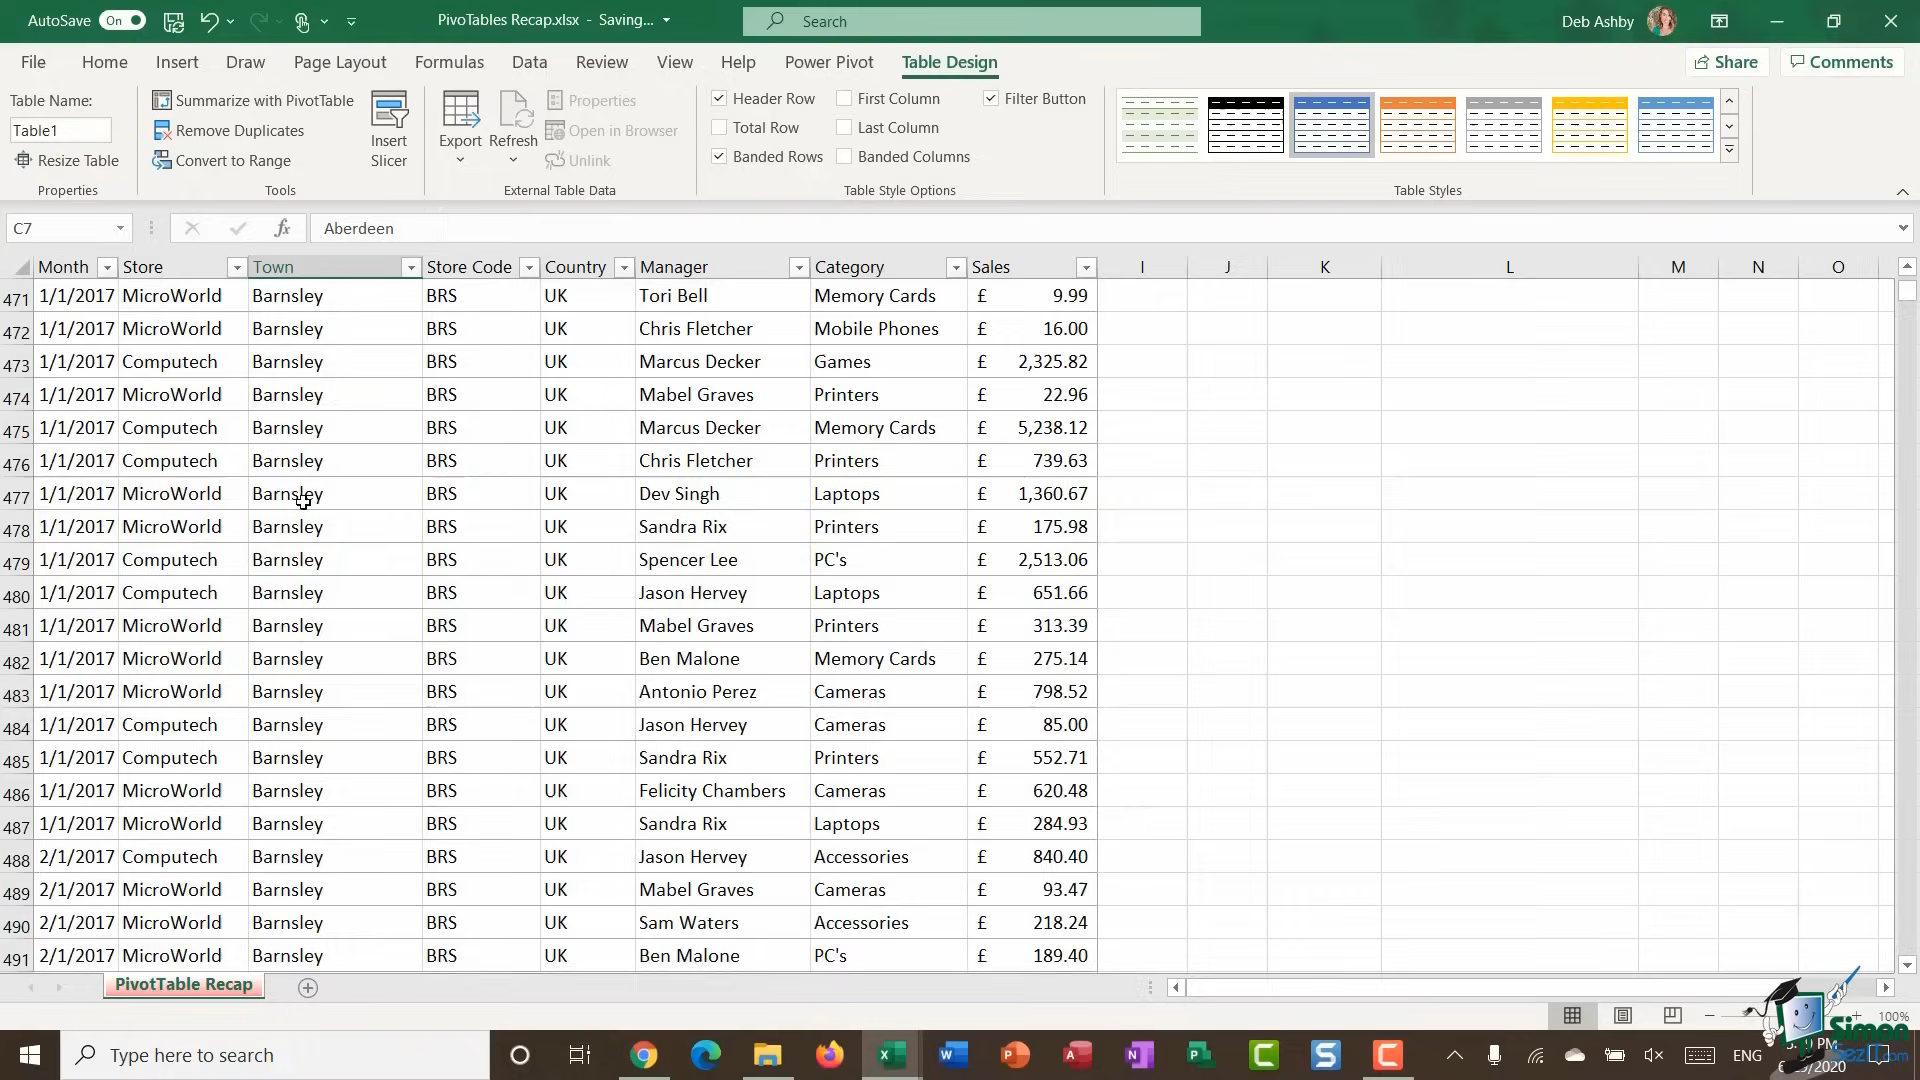 AutoSave On PivoTables Recap.xlsx - Saving... Search Deb Ashby
File Home Insert Draw Page Layout Formulas Data Review View Help Power Pivot Table Design Share Comments
Table Name:
Table1
Resize Table
Properties
Summarize with PivotTable
Remove Duplicates
Convert to Range
Insert Slicer
Tools
Export
Refresh
Properties
Open in Browser
Unlink
External Table Data
Header Row First Column Filter Button
Total Row Last Column
Banded Rows Banded Columns
Table Style Options
Table Styles
C7 fx Aberdeen
Month Store Town Store Code Country Manager Category Sales I J K L M N O
471 1/1/2017 MicroWorld Barnsley BRS UK Tori Bell Memory Cards £ 9.99
472 1/1/2017 MicroWorld Barnsley BRS UK Chris Fletcher Mobile Phones £ 16.00
473 1/1/2017 Computech Barnsley BRS UK Marcus Decker Games £ 2,325.82
474 1/1/2017 MicroWorld Barnsley BRS UK Mabel Graves Printers £ 22.96
475 1/1/2017 Computech Barnsley BRS UK Marcus Decker Memory Cards £ 5,238.12
476 1/1/2017 Computech Barnsley BRS UK Chris Fletcher Printers £ 739.63
477 1/1/2017 MicroWorld Barnsley BRS UK Dev Singh Laptops £ 1,360.67
478 1/1/2017 MicroWorld Barnsley BRS UK Sandra Rix Printers £ 175.98
479 1/1/2017 Computech Barnsley BRS UK Spencer Lee PC's £ 2,513.06
480 1/1/2017 Computech Barnsley BRS UK Jason Hervey Laptops £ 651.66
481 1/1/2017 MicroWorld Barnsley BRS UK Mabel Graves Printers £ 313.39
482 1/1/2017 MicroWorld Barnsley BRS UK Ben Malone Memory Cards £ 275.14
483 1/1/2017 MicroWorld Barnsley BRS UK Antonio Perez Cameras £ 798.52
484 1/1/2017 Computech Barnsley BRS UK Jason Hervey Cameras £ 85.00
485 1/1/2017 Computech Barnsley BRS UK Sandra Rix Printers £ 552.71
486 1/1/2017 MicroWorld Barnsley BRS UK Felicity Chambers Cameras £ 620.48
487 1/1/2017 MicroWorld Barnsley BRS UK Sandra Rix Laptops £ 284.93
488 2/1/2017 Computech Barnsley BRS UK Jason Hervey Accessories £ 840.40
489 2/1/2017 MicroWorld Barnsley BRS UK Mabel Graves Cameras £ 93.47
490 2/1/2017 MicroWorld Barnsley BRS UK Sam Waters Accessories £ 218.24
491 2/1/2017 MicroWorld Barnsley BRS UK Ben Malone PC's £ 189.40
PivotTable Recap
100%
Type here to search ENG
Simon
SezIT.com